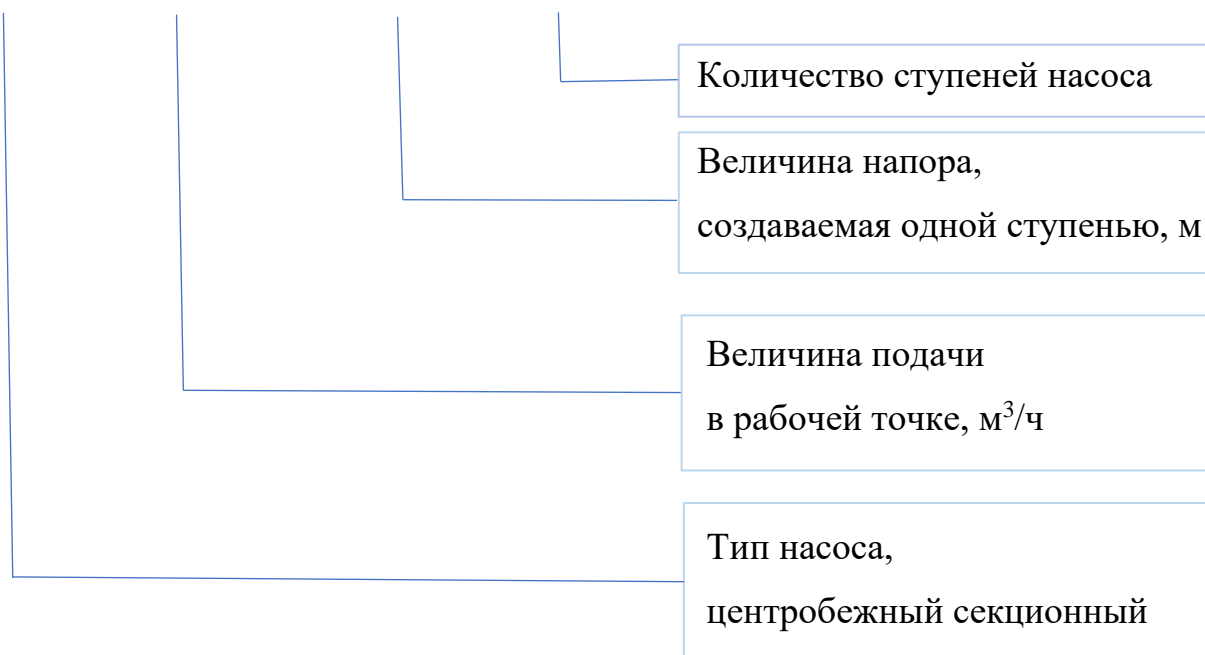 Количество ступеней насоса
Величина напора,
создаваемая одной ступенью, м
Величина подачи
в рабочей точке, м³/ч
Тип насоса,
центробежный секционный